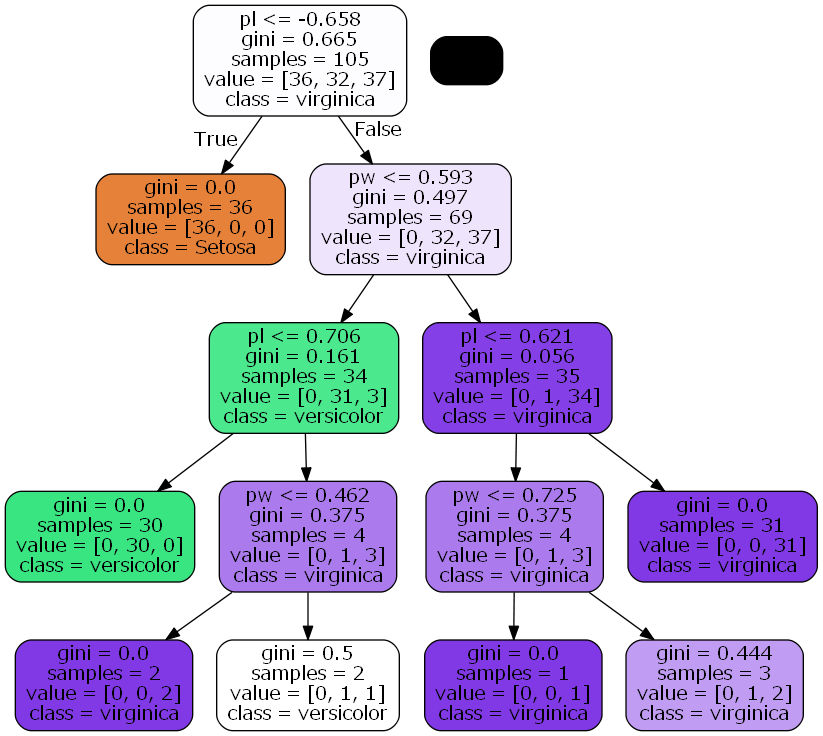 pl <= -0.658
gini = 0.665
samples = 105
value = [36, 32, 37]
class = virginica
True
False
gini = 0.0
samples = 36
value = [36, 0, 0]
class = Setosa
pw <= 0.593
gini = 0.497
samples = 69
value = [0, 32, 37]
class = virginica
pl <= 0.706
gini = 0.161
samples = 34
value = [0, 31, 3]
class = versicolor
pl <= 0.621
gini = 0.056
samples = 35
value = [0, 1, 34]
class = virginica
gini = 0.0
samples = 30
value = [0, 30, 0]
class = versicolor
pw <= 0.462
gini = 0.375
samples = 4
value = [0, 1, 3]
class = virginica
pw <= 0.725
gini = 0.375
samples = 4
value = [0, 1, 3]
class = virginica
gini = 0.0
samples = 31
value = [0, 0, 31]
class = virginica
gini = 0.0
samples = 2
value = [0, 0, 2]
class = virginica
gini = 0.5
samples = 2
value = [0, 1, 1]
class = versicolor
gini = 0.0
samples = 1
value = [0, 0, 1]
class = virginica
gini = 0.444
samples = 3
value = [0, 1, 2]
class = virginica